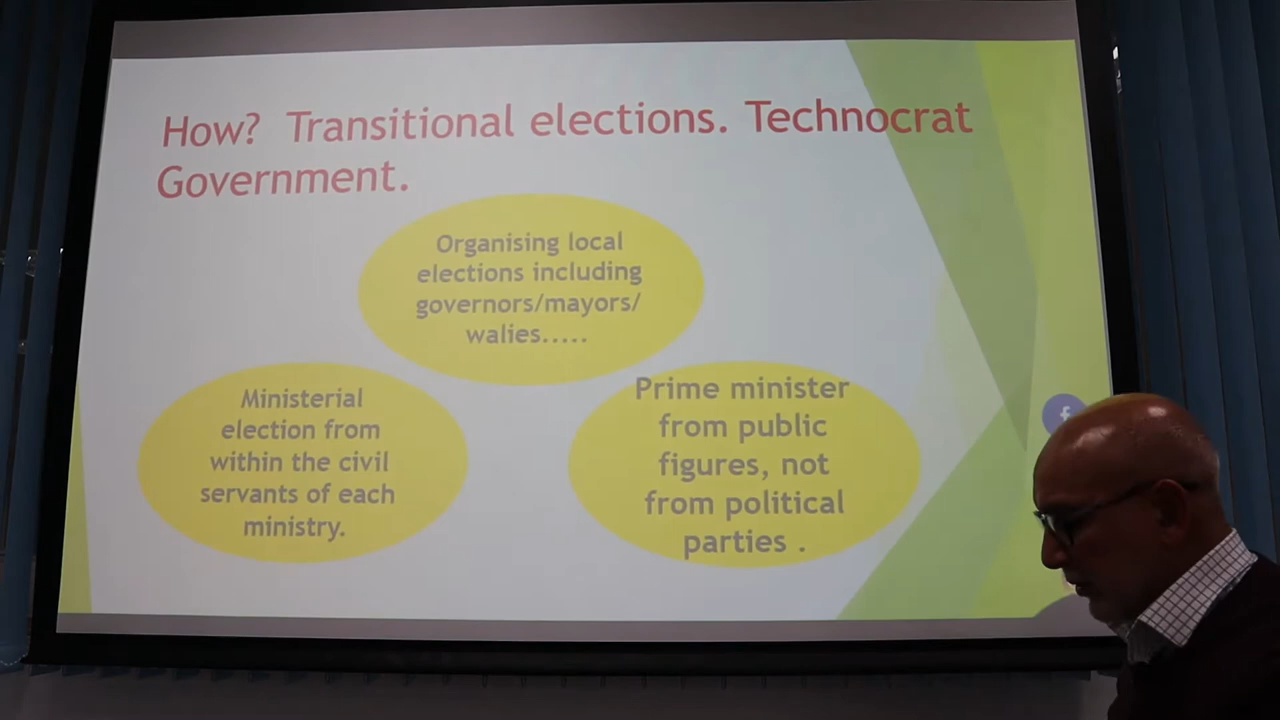 How? Transitional elections. Technocrat
Government.
Organising local
elections including
governors/mayors/
walies.....
Ministerial
election from
within the civil
servants of each
ministry.
Prime minister
from public
figures, not
from political
parties .
f